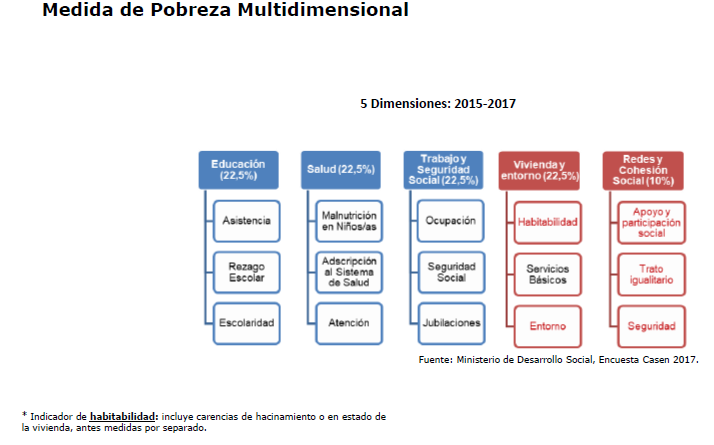 Medida de Pobreza Multidimensional
5 Dimensiones: 2015-2017
Educación
(22,5%)
Asistencia
Rezago
Escolar
Escolaridad
Salud (22,5%)
Malnutrición
en Niños/as
Adscripción
al Sistema
de Salud
Atención
Trabajo y
Seguridad
Social (22,5%)
Ocupación
Seguridad
Social
Jubilaciones
Vivienda y
entorno (22,5%)
Habitabilidad
Servicios
Básicos
Entorno
Redes y
Cohesión
Social (10%)
Apoyo y
participación
social
Trato
igualitario
Seguridad
Fuente: Ministerio de Desarrollo Social, Encuesta Casen 2017.
* Indicador de habitabilidad: incluye carencias de hacinamiento o en estado de
la vivienda, antes medidas por separado.